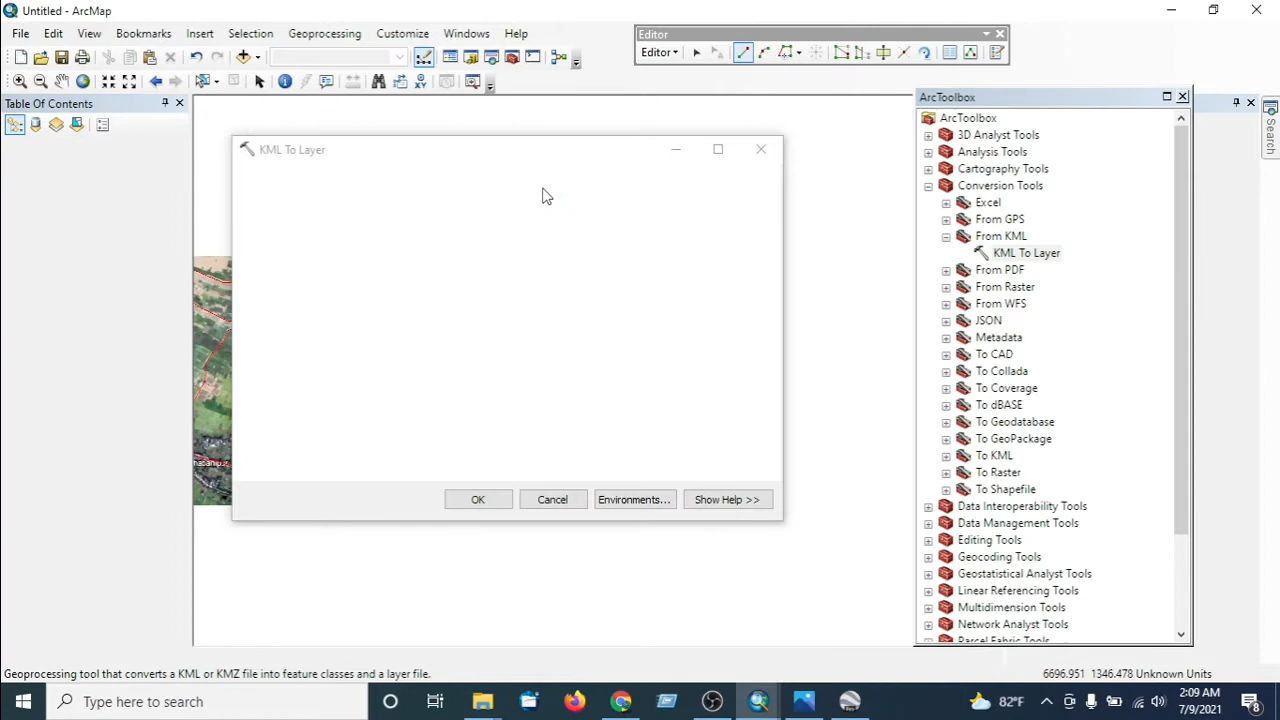 Untitled - ArcMap
File Edit View Bookmarks Insert Selection Geoprocessing Customize Windows Help
Editor
Editor
Table Of Contents
ArcToolbox
Search
KML To Layer
ArcToolbox
3D Analyst Tools
Analysis Tools
Cartography Tools
Conversion Tools
Excel
From GPS
From KML
KML To Layer
From PDF
From Raster
From WFS
JSON
Metadata
To CAD
To Collada
To Coverage
To dBASE
To Geodatabase
To GeoPackage
To KML
To Raster
To Shapefile
Data Interoperability Tools
Data Management Tools
Editing Tools
Geocoding Tools
Geostatistical Analyst Tools
Linear Referencing Tools
Multidimension Tools
Network Analyst Tools
Parcel Fabric Tools
OK Cancel Environments... Show Help >>
Geoprocessing tool that converts a KML or KMZ file into feature classes and a layer file.
6696.951 1346.478 Unknown Units
Type here to search
82°F
2:09 AM
7/9/2021
8